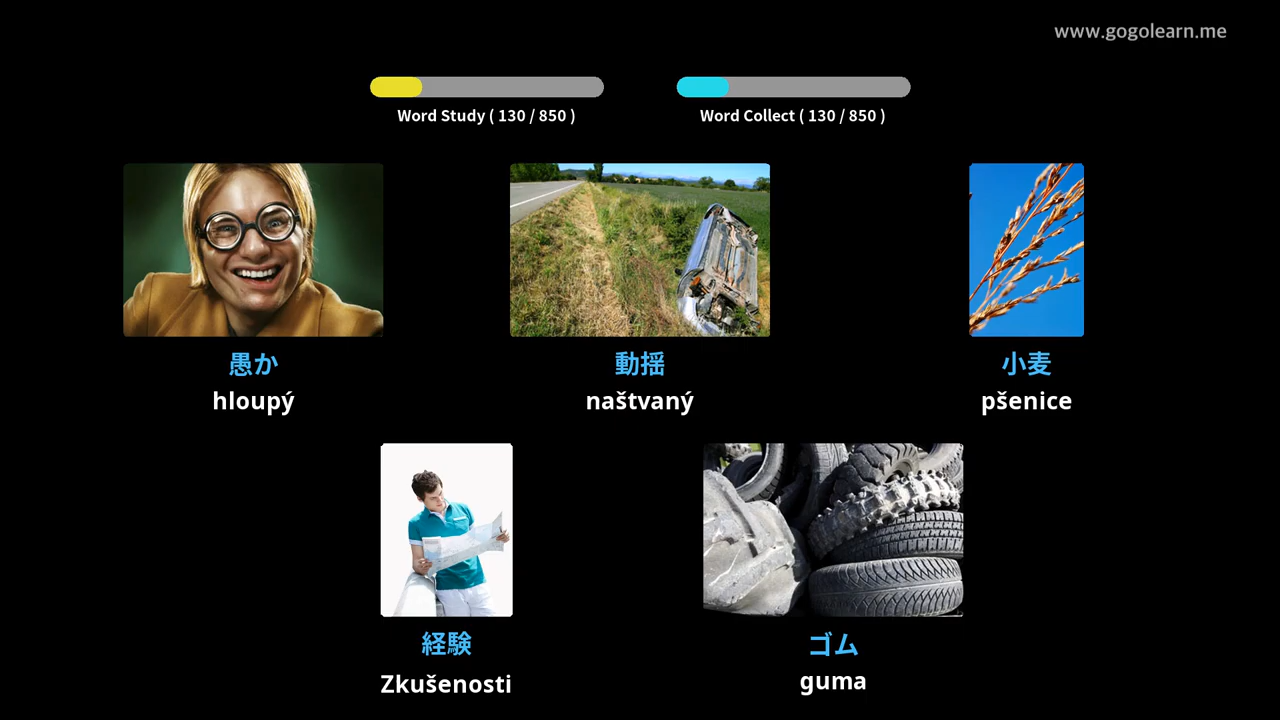 www.gogolearn.me
Word Study ( 130 / 850 )
Word Collect ( 130 / 850 )
愚か
hloupý
動揺
naštvaný
小麦
pšenice
経験
Zkušenosti
ゴム
guma